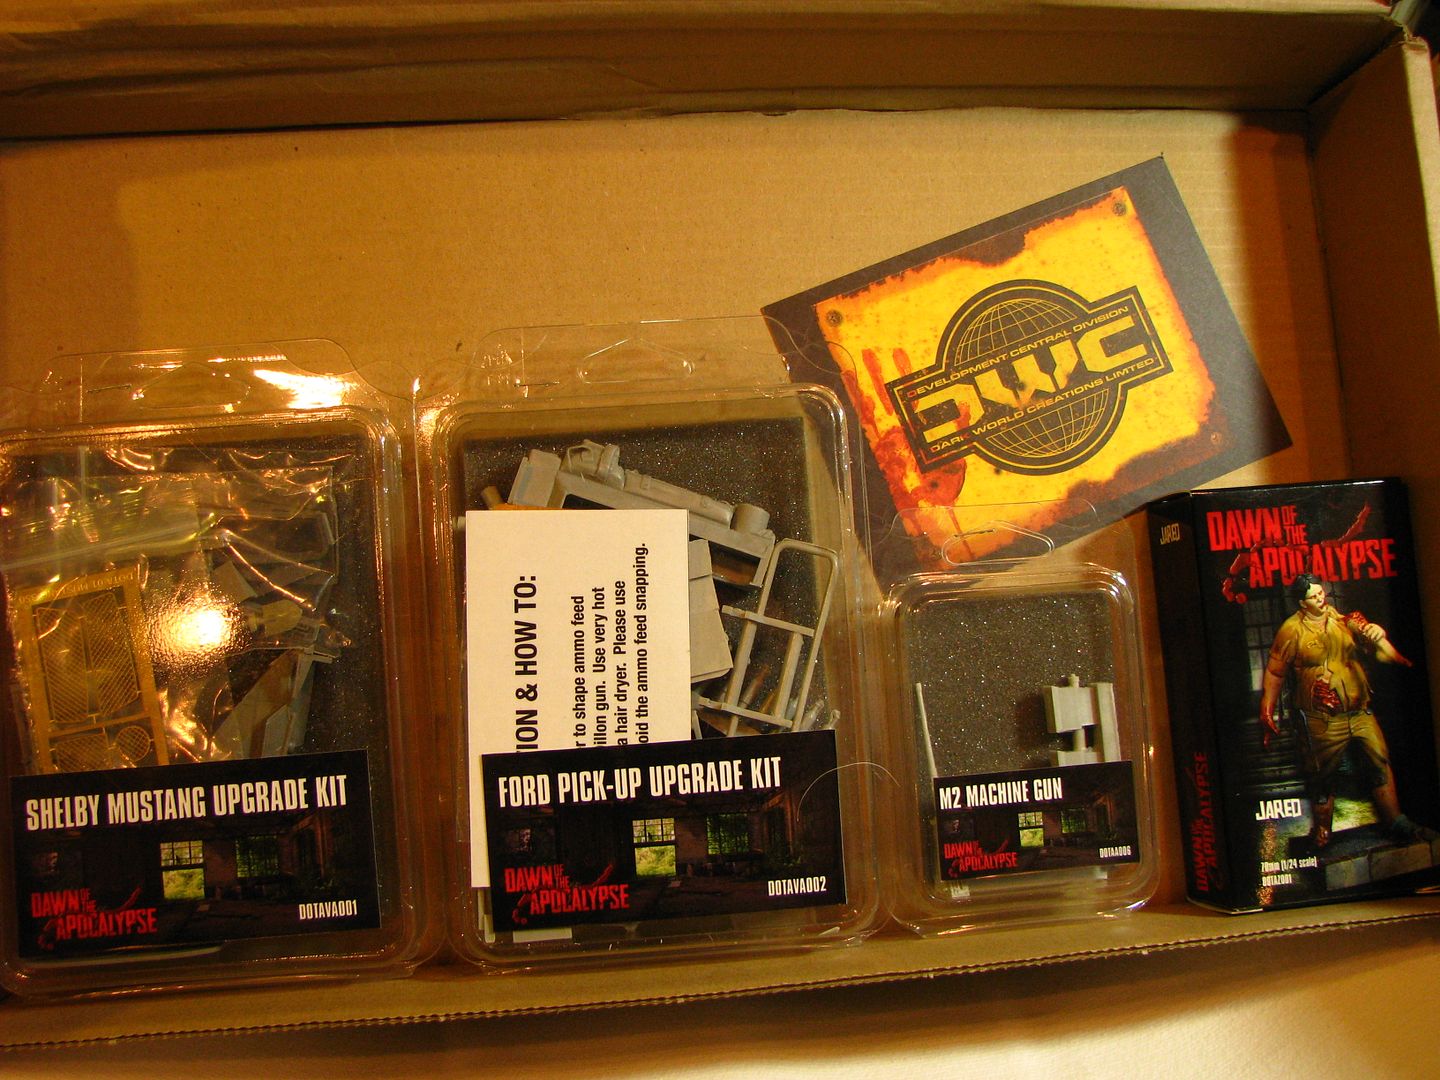 DEVELOPMENT CENTRAL DIVISION
DWC
DARK WORLD CREATIONS LIMTED
SHELBY MUSTANG UPGRADE KIT
DAWN OF THE APOCALYPSE
DOTAVA001
ION & HOW TO:
r to shape ammo feed
illon gun. Use very hot
a hair dryer. Please use
oid the ammo feed snapping.
FORD PICK-UP UPGRADE KIT
DAWN OF THE APOCALYPSE
DOTAVA002
M2 MACHINE GUN
DAWN OF THE APOCALYPSE
DOTAA006
JARED
DAWN OF THE APOCALYPSE
DAWN OF THE
APOCALYPSE
JARED
70mm (1/24 scale)
DOTAZ001